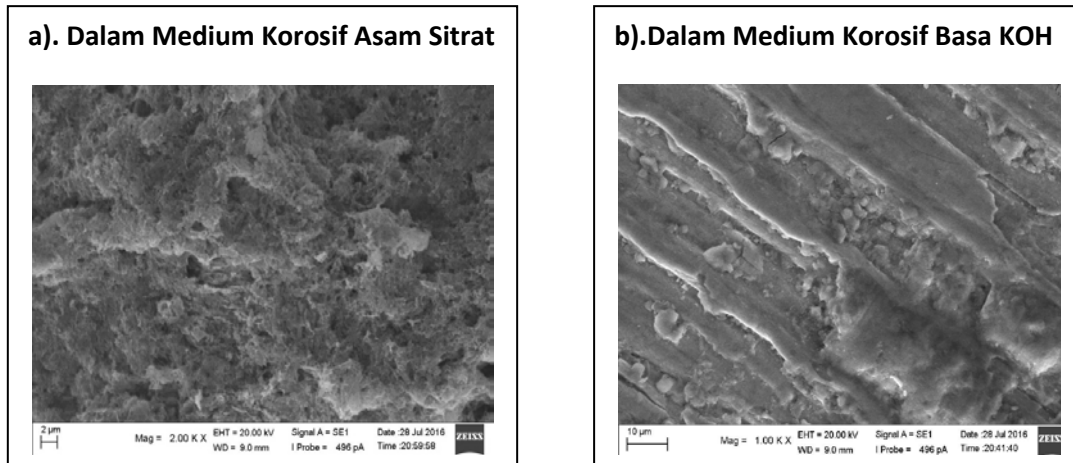 a). Dalam Medium Korosif Asam Sitrat
2 µm
Mag = 2.00 K X
EHT = 20.00 kV
WD = 9.0 mm
Signal A = SE1
I Probe = 496 pA
Date :28 Jul 2016
Time :20:59:58
ZEISS
b).Dalam Medium Korosif Basa KOH
10 µm
Mag = 1.00 K X
EHT = 20.00 kV
WD = 9.0 mm
Signal A = SE1
I Probe = 496 pA
Date :28 Jul 2016
Time :20:41:40
ZEISS